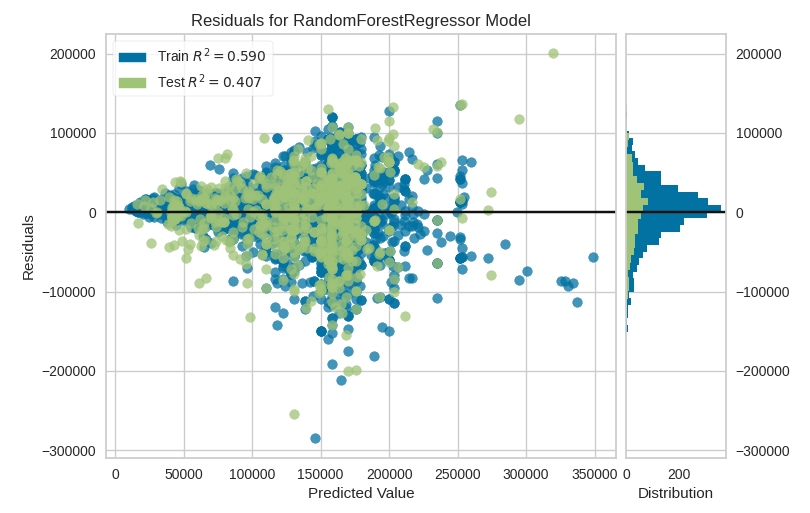 Residuals for RandomForestRegressor Model
Train R² = 0.590
Test R² = 0.407
200000
100000
0
−100000
−200000
−300000
Residuals
0 50000 100000 150000 200000 250000 300000 350000
Predicted Value
200000
100000
0
−100000
−200000
−300000
0 200
Distribution